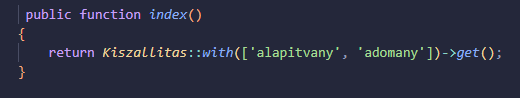 public function index()
{
return Kiszallitas::with(['alapitvany', 'adomany'])->get();
}